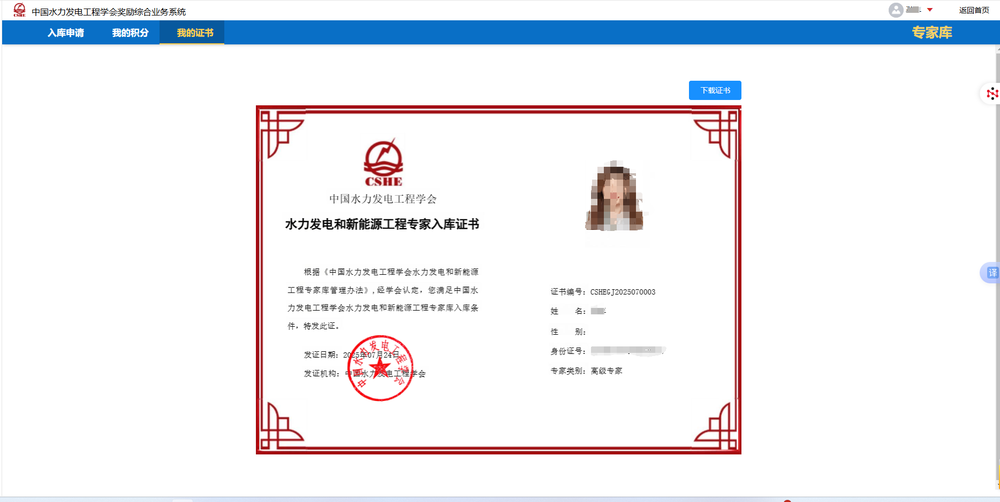 CSHE
中国水力发电工程学会奖励综合业务系统
返回首页
入库申请
我的积分
我的证书
专家库
下载证书
CSHE
中国水力发电工程学会
水力发电和新能源工程专家入库证书
根据《中国水力发电工程学会水力发电和新能源
工程专家库管理办法》,经学会认定，您满足中国水
力发电工程学会水力发电和新能源工程专家库入库条
件，特发此证。
发证日期：2025年07月24日
发证机构：中国水力发电工程学会
中国水力发电工程学会
证书编号：CSHEGJ2025070003
姓　　名：
性　　别：
身份证号：
专家类别：高级专家
译